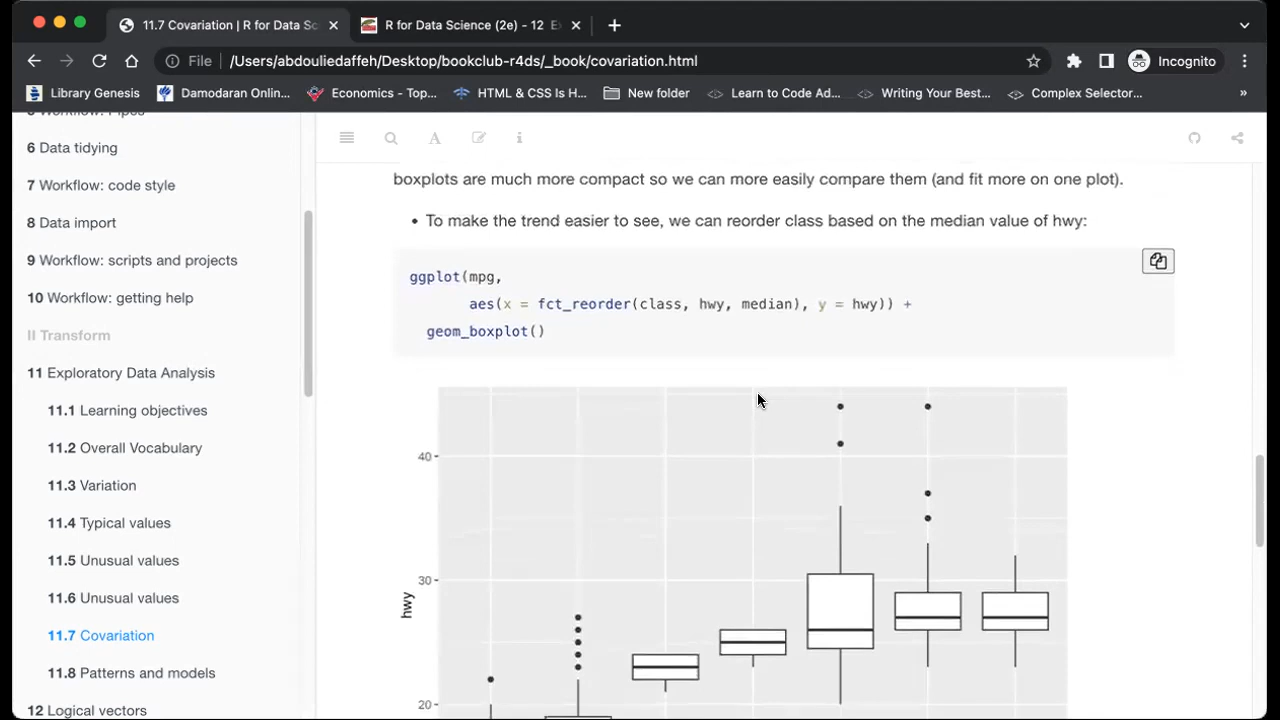 11.7 Covariation | R for Data Sc
R for Data Science (2e) - 12 Ex
File
/Users/abdouliedaffeh/Desktop/bookclub-r4ds/_book/covariation.html
Incognito
Library Genesis
Damodaran Onlin...
Economics - Top...
HTML & CSS Is H...
New folder
Learn to Code Ad...
Writing Your Best...
Complex Selector...
»
6 Data tidying
7 Workflow: code style
8 Data import
9 Workflow: scripts and projects
10 Workflow: getting help
II Transform
11 Exploratory Data Analysis
11.1 Learning objectives
11.2 Overall Vocabulary
11.3 Variation
11.4 Typical values
11.5 Unusual values
11.6 Unusual values
11.7 Covariation
11.8 Patterns and models
12 Logical vectors
A
i
boxplots are much more compact so we can more easily compare them (and fit more on one plot).
• To make the trend easier to see, we can reorder class based on the median value of hwy:
ggplot(mpg,
aes(x = fct_reorder(class, hwy, median), y = hwy)) +
geom_boxplot()
40
30
hwy
20